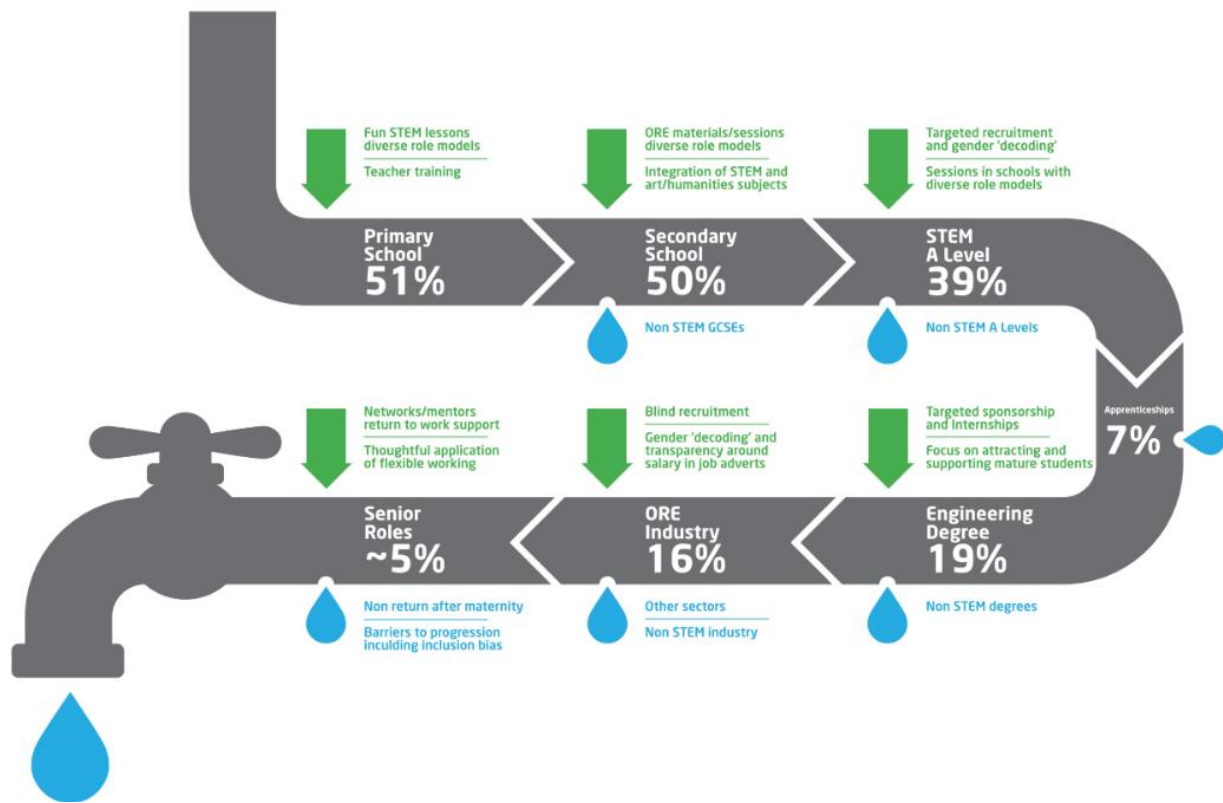 Fun STEM lessons
diverse role models
Teacher training
ORE materials/sessions
diverse role models
Integration of STEM and
art/humanities subjects
Targeted recruitment
and gender 'decoding'
Sessions in schools with
diverse role models
Primary
School
51%
Secondary
School
50%
STEM
A Level
39%
Non STEM GCSEs
Non STEM A Levels
Apprenticeships
7%
Networks/mentors
return to work support
Thoughtful application
of flexible working
Blind recruitment
Gender 'decoding' and
transparency around
salary in job adverts
Targeted sponsorship
and Internships
Focus on attracting and
supporting mature students
Senior
Roles
~5%
ORE
Industry
16%
Engineering
Degree
19%
Non return after maternity
Barriers to progression
inculding inclusion bias
Other sectors
Non STEM industry
Non STEM degrees